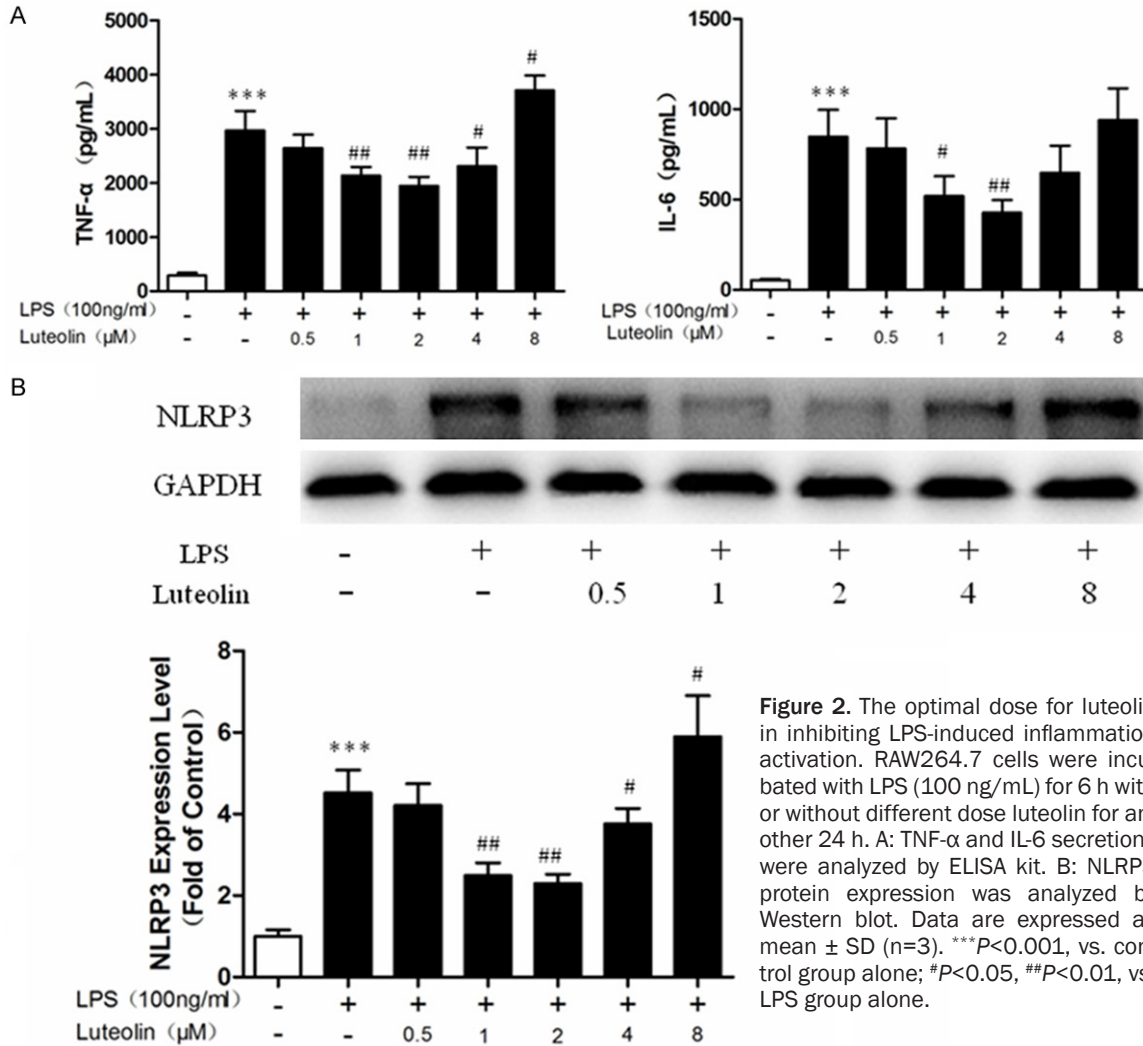 A
TNF-α (pg/mL)
5000
4000
3000
2000
1000
0
***
##
##
#
#
LPS (100ng/ml) - + + + + + +
Luteolin (μM) - - 0.5 1 2 4 8
IL-6 (pg/mL)
1500
1000
500
0
***
#
##
LPS (100ng/ml) - + + + + + +
Luteolin (μM) - - 0.5 1 2 4 8
B
NLRP3
GAPDH
LPS - + + + + + +
Luteolin - - 0.5 1 2 4 8
NLRP3 Expression Level
(Fold of Control)
8
6
4
2
0
***
##
##
#
#
LPS (100ng/ml) - + + + + + +
Luteolin (μM) - - 0.5 1 2 4 8
Figure 2. The optimal dose for luteoli
in inhibiting LPS-induced inflammation
activation. RAW264.7 cells were incu
bated with LPS (100 ng/mL) for 6 h wit
or without different dose luteolin for an
other 24 h. A: TNF-α and IL-6 secretion
were analyzed by ELISA kit. B: NLRP
protein expression was analyzed b
Western blot. Data are expressed a
mean ± SD (n=3). ***P<0.001, vs. con
trol group alone; #P<0.05, ##P<0.01, vs
LPS group alone.